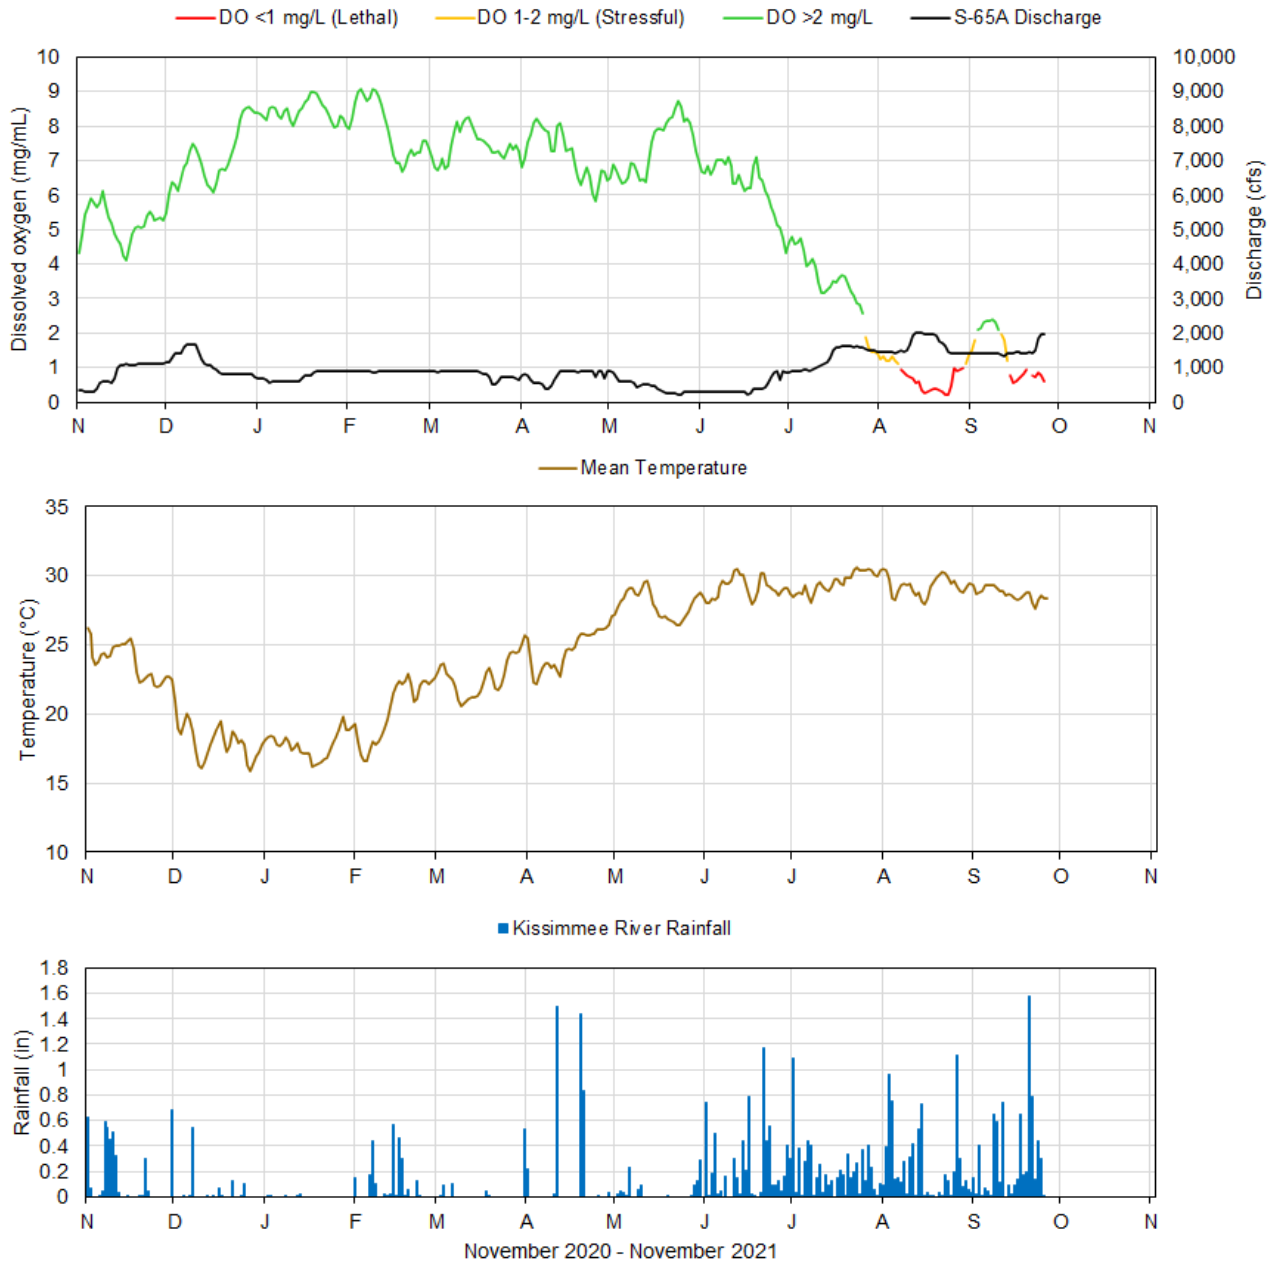 DO <1 mg/L (Lethal) DO 1-2 mg/L (Stressful) DO >2 mg/L S-65A Discharge
10 10,000
9 9,000
8 8,000
7 7,000
6 6,000
5 5,000
4 4,000
3 3,000
2 2,000
1 1,000
0 0
Dissolved oxygen (mg/mL)
Discharge (cfs)
N D J F M A M J J A S O N
Mean Temperature
35
30
25
20
15
10
Temperature (°C)
N D J F M A M J J A S O N
Kissimmee River Rainfall
1.8
1.6
1.4
1.2
1
0.8
0.6
0.4
0.2
0
Rainfall (in)
N D J F M A M J J A S O N
November 2020 - November 2021